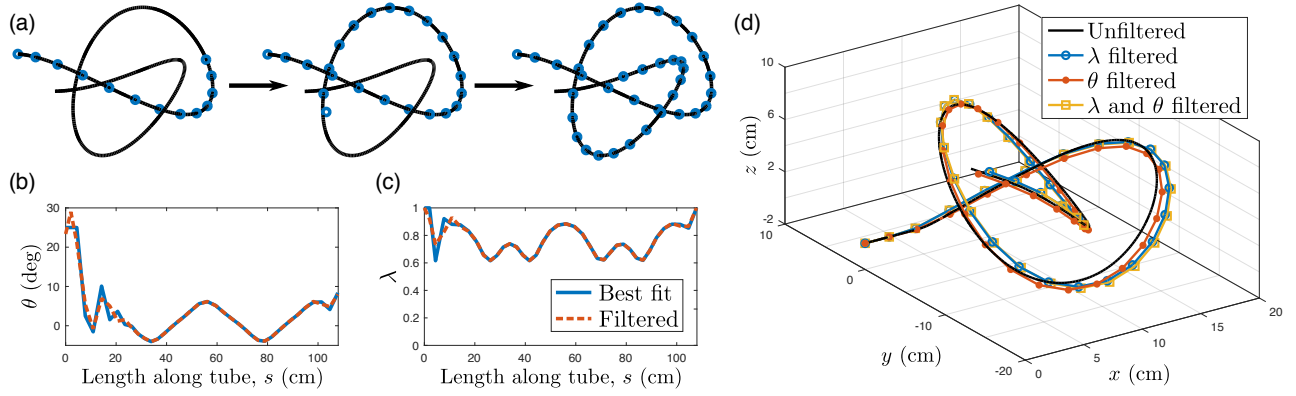 (a)
(b)
30
20
10
0
θ (deg)
0 20 40 60 80 100
Length along tube, s (cm)
(c)
1
0.8
0.6
0.4
0.2
0
λ
Best fit
Filtered
0 20 40 60 80 100
Length along tube, s (cm)
(d)
Unfiltered
λ filtered
θ filtered
λ and θ filtered
10
6
2
-2
z (cm)
10
0
-10
-20
y (cm)
0
5
10
15
20
x (cm)